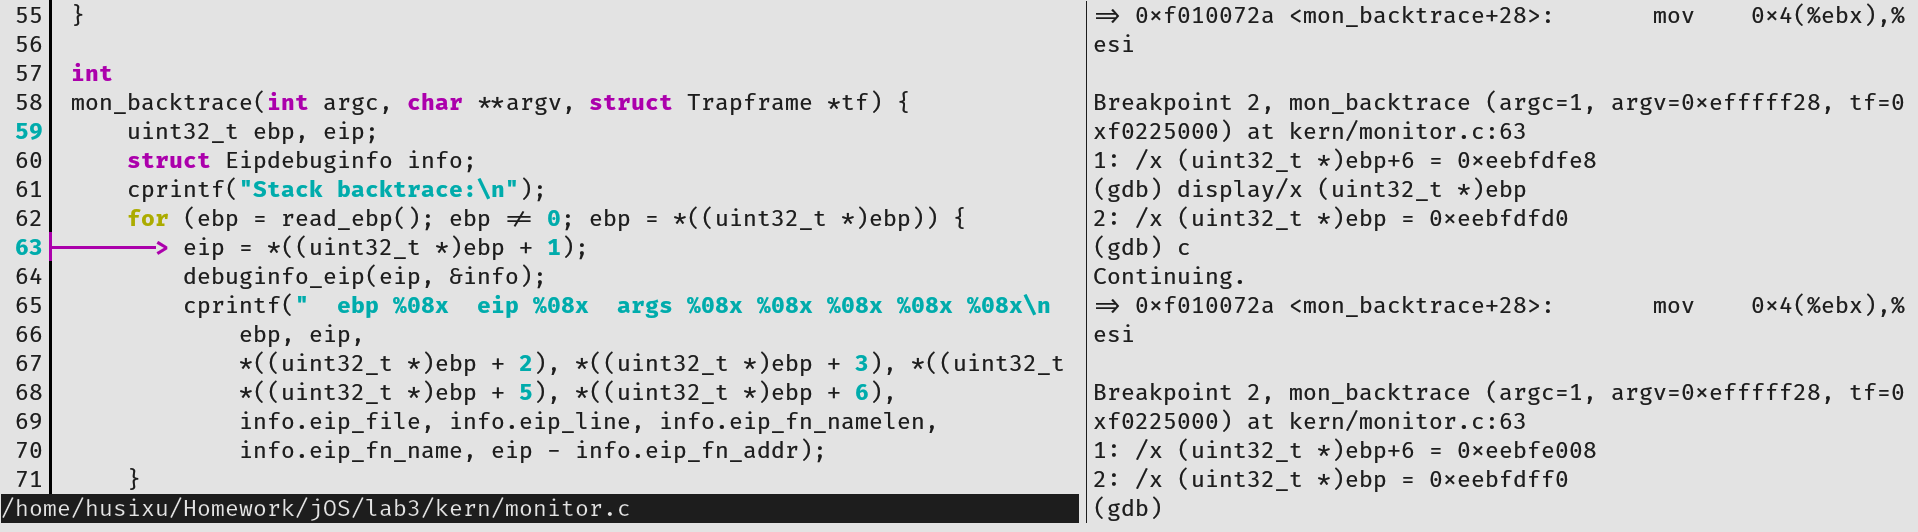 55 }
56
57 int
58 mon_backtrace(int argc, char **argv, struct Trapframe *tf) {
59     uint32_t ebp, eip;
60     struct Eipdebuginfo info;
61     cprintf("Stack backtrace:\n");
62     for (ebp = read_ebp(); ebp ≠ 0; ebp = *((uint32_t *)ebp)) {
63         eip = *((uint32_t *)ebp + 1);
64         debuginfo_eip(eip, &info);
65         cprintf("  ebp %08x  eip %08x  args %08x %08x %08x %08x %08x\n
66             ebp, eip,
67             *((uint32_t *)ebp + 2), *((uint32_t *)ebp + 3), *((uint32_t
68             *((uint32_t *)ebp + 5), *((uint32_t *)ebp + 6),
69             info.eip_file, info.eip_line, info.eip_fn_namelen,
70             info.eip_fn_name, eip - info.eip_fn_addr);
71     }
/home/husixu/Homework/jOS/lab3/kern/monitor.c
⇒ 0×f010072a <mon_backtrace+28>:       mov    0×4(%ebx),%
esi

Breakpoint 2, mon_backtrace (argc=1, argv=0×efffff28, tf=0
xf0225000) at kern/monitor.c:63
1: /x (uint32_t *)ebp+6 = 0×eebfdfe8
(gdb) display/x (uint32_t *)ebp
2: /x (uint32_t *)ebp = 0×eebfdfd0
(gdb) c
Continuing.
⇒ 0×f010072a <mon_backtrace+28>:       mov    0×4(%ebx),%
esi

Breakpoint 2, mon_backtrace (argc=1, argv=0×efffff28, tf=0
xf0225000) at kern/monitor.c:63
1: /x (uint32_t *)ebp+6 = 0×eebfe008
2: /x (uint32_t *)ebp = 0×eebfdff0
(gdb)